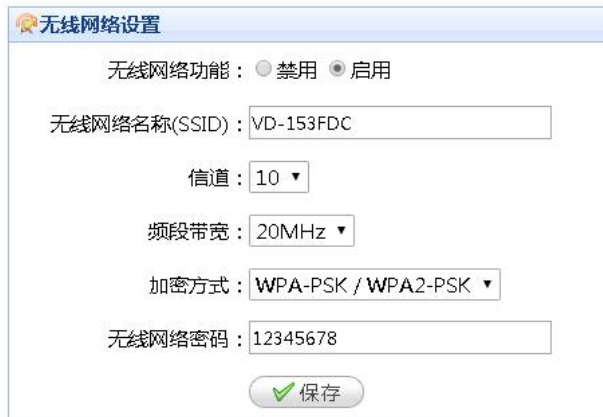 无线网络设置
无线网络功能：禁用 启用
无线网络名称(SSID)：VD-153FDC
信道：10
频段带宽：20MHz
加密方式：WPA-PSK / WPA2-PSK
无线网络密码：12345678
保存